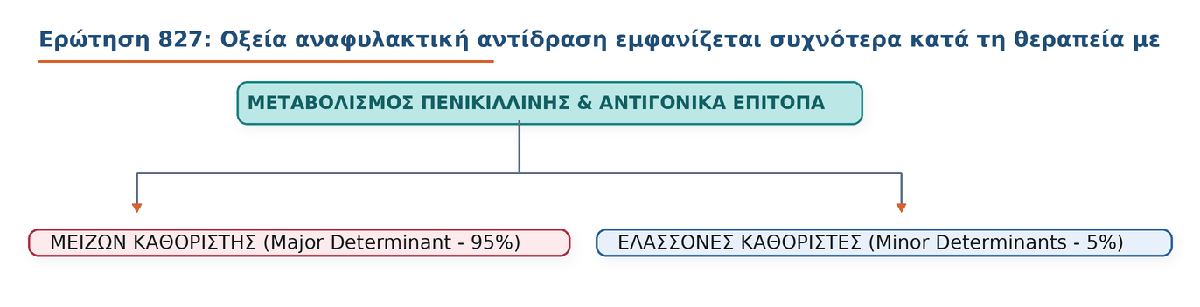 Ερώτηση 827: Οξεία αναφυλακτική αντίδραση εμφανίζεται συχνότερα κατά τη θεραπεία με
ΜΕΤΑΒΟΛΙΣΜΟΣ ΠΕΝΙΚΙΛΛΙΝΗΣ & ΑΝΤΙΓΟΝΙΚΑ ΕΠΙΤΟΠΑ
ΜΕΙΖΩΝ ΚΑΘΟΡΙΣΤΗΣ (Major Determinant - 95%)
ΕΛΑΣΣΟΝΕΣ ΚΑΘΟΡΙΣΤΕΣ (Minor Determinants - 5%)